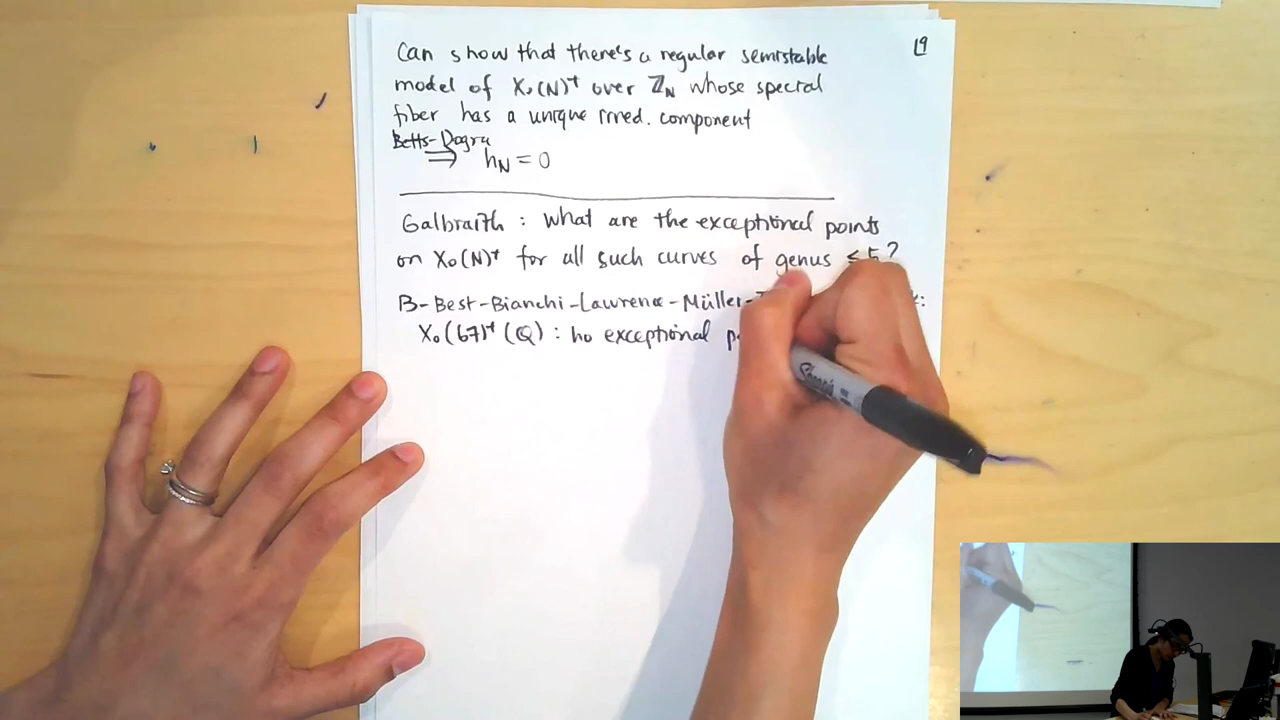 19
Can show that there's a regular semistable
model of X₀(N)⁺ over ℤ_N whose special
fiber has a unique irred. component
Betts-Dogra
⟹ h_N = 0
Galbraith : What are the exceptional points
on X₀(N)⁺ for all such curves of genus ≤ 5?
B-Best-Bianchi-Lawrence-Müller-
X₀(67)⁺(ℚ) : no exceptional